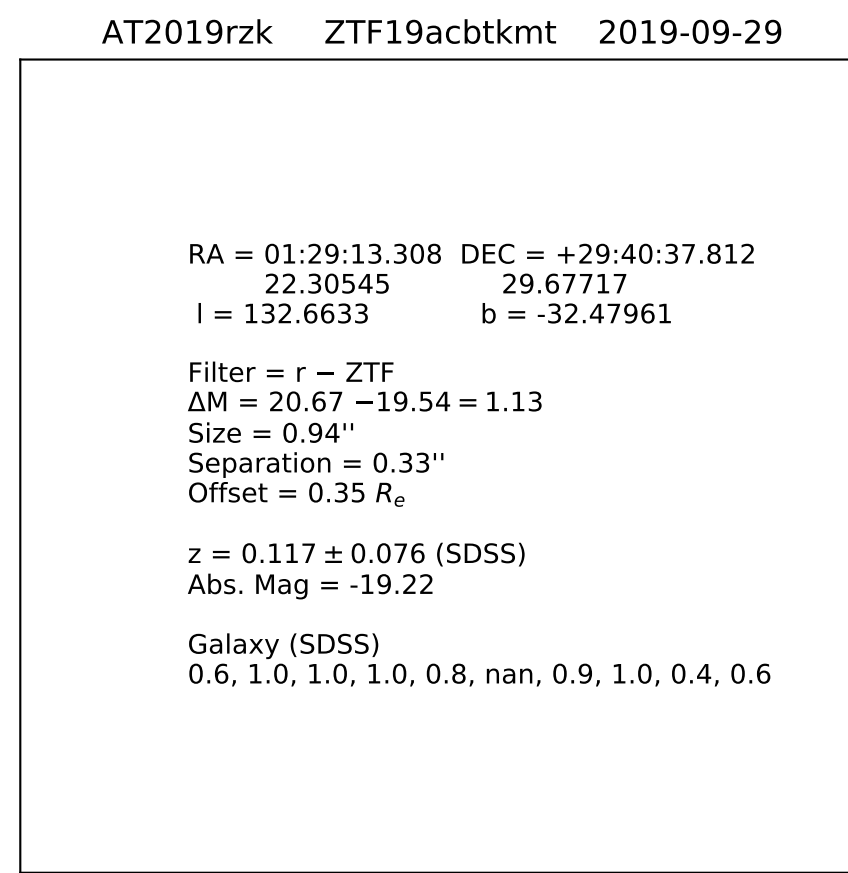 AT2019rzk ZTF19acbtkmt 2019-09-29
RA = 01:29:13.308 DEC = +29:40:37.812
22.30545 29.67717
l = 132.6633 b = -32.47961
Filter = r − ZTF
ΔM = 20.67 −19.54 = 1.13
Size = 0.94''
Separation = 0.33''
Offset = 0.35 Re
z = 0.117 ± 0.076 (SDSS)
Abs. Mag = -19.22
Galaxy (SDSS)
0.6, 1.0, 1.0, 1.0, 0.8, nan, 0.9, 1.0, 0.4, 0.6